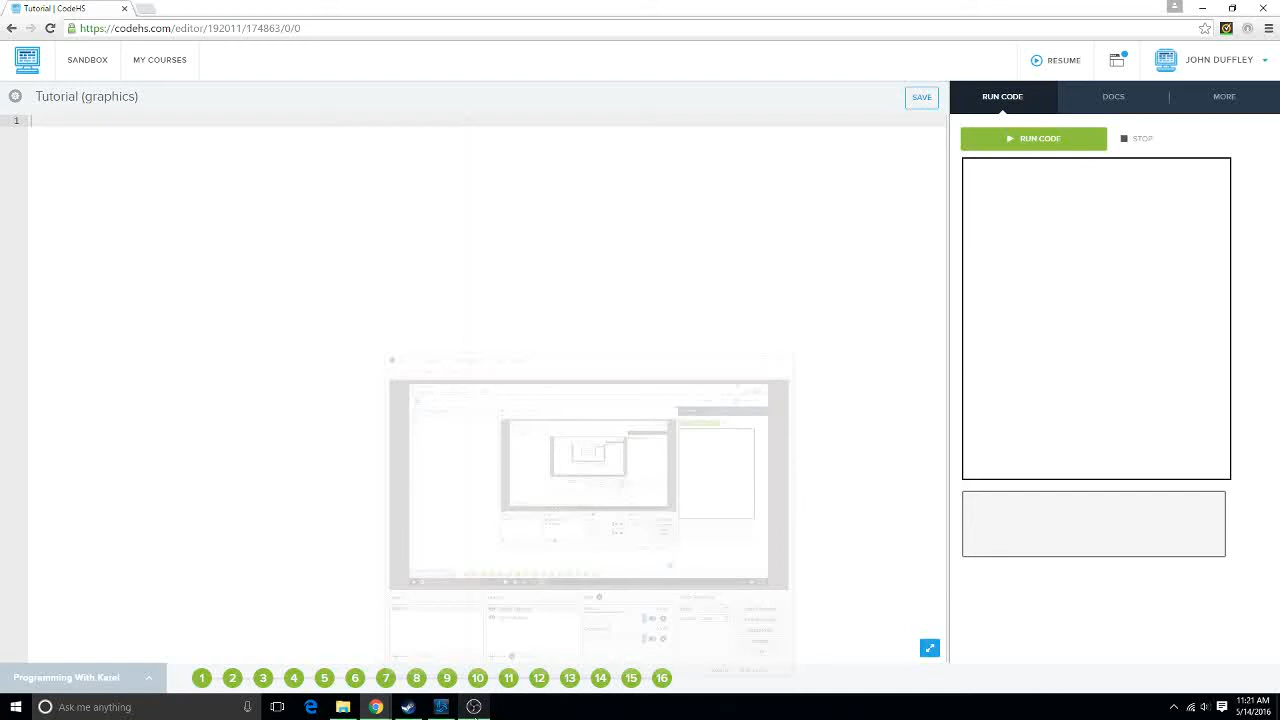 Tutorial | CodeHS
https://codehs.com/editor/192011/174863/0/0
SANDBOX
MY COURSES
RESUME
JOHN DUFFLEY
Tutorial (graphics)
SAVE
RUN CODE
DOCS
MORE
1
RUN CODE
STOP
Programming With Karel
1 2 3 4 5 6 7 8 9 10 11 12 13 14 15 16
Ask me anything
11:21 AM
5/14/2016